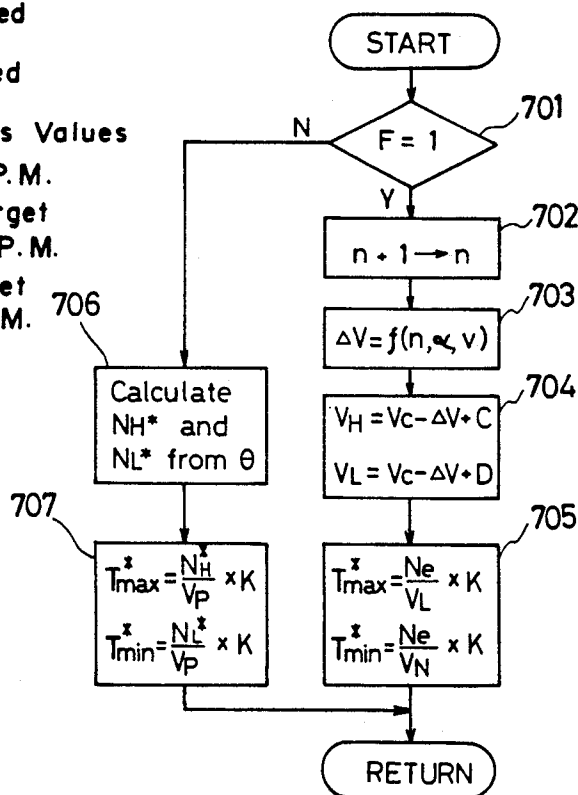 ed
ed
s Values
P.M.
rget
P.M.
et
M.
START
701
F = 1
N
Y
702
n + 1 → n
703
ΔV = f(n, α, v)
704
VH = Vc - ΔV + C
VL = Vc - ΔV + D
705
T*max = Ne/VL × K
T*min = Ne/VN × K
706
Calculate
NH* and
NL* from θ
707
T*max = NH*/VP × K
T*min = NL*/VP × K
RETURN